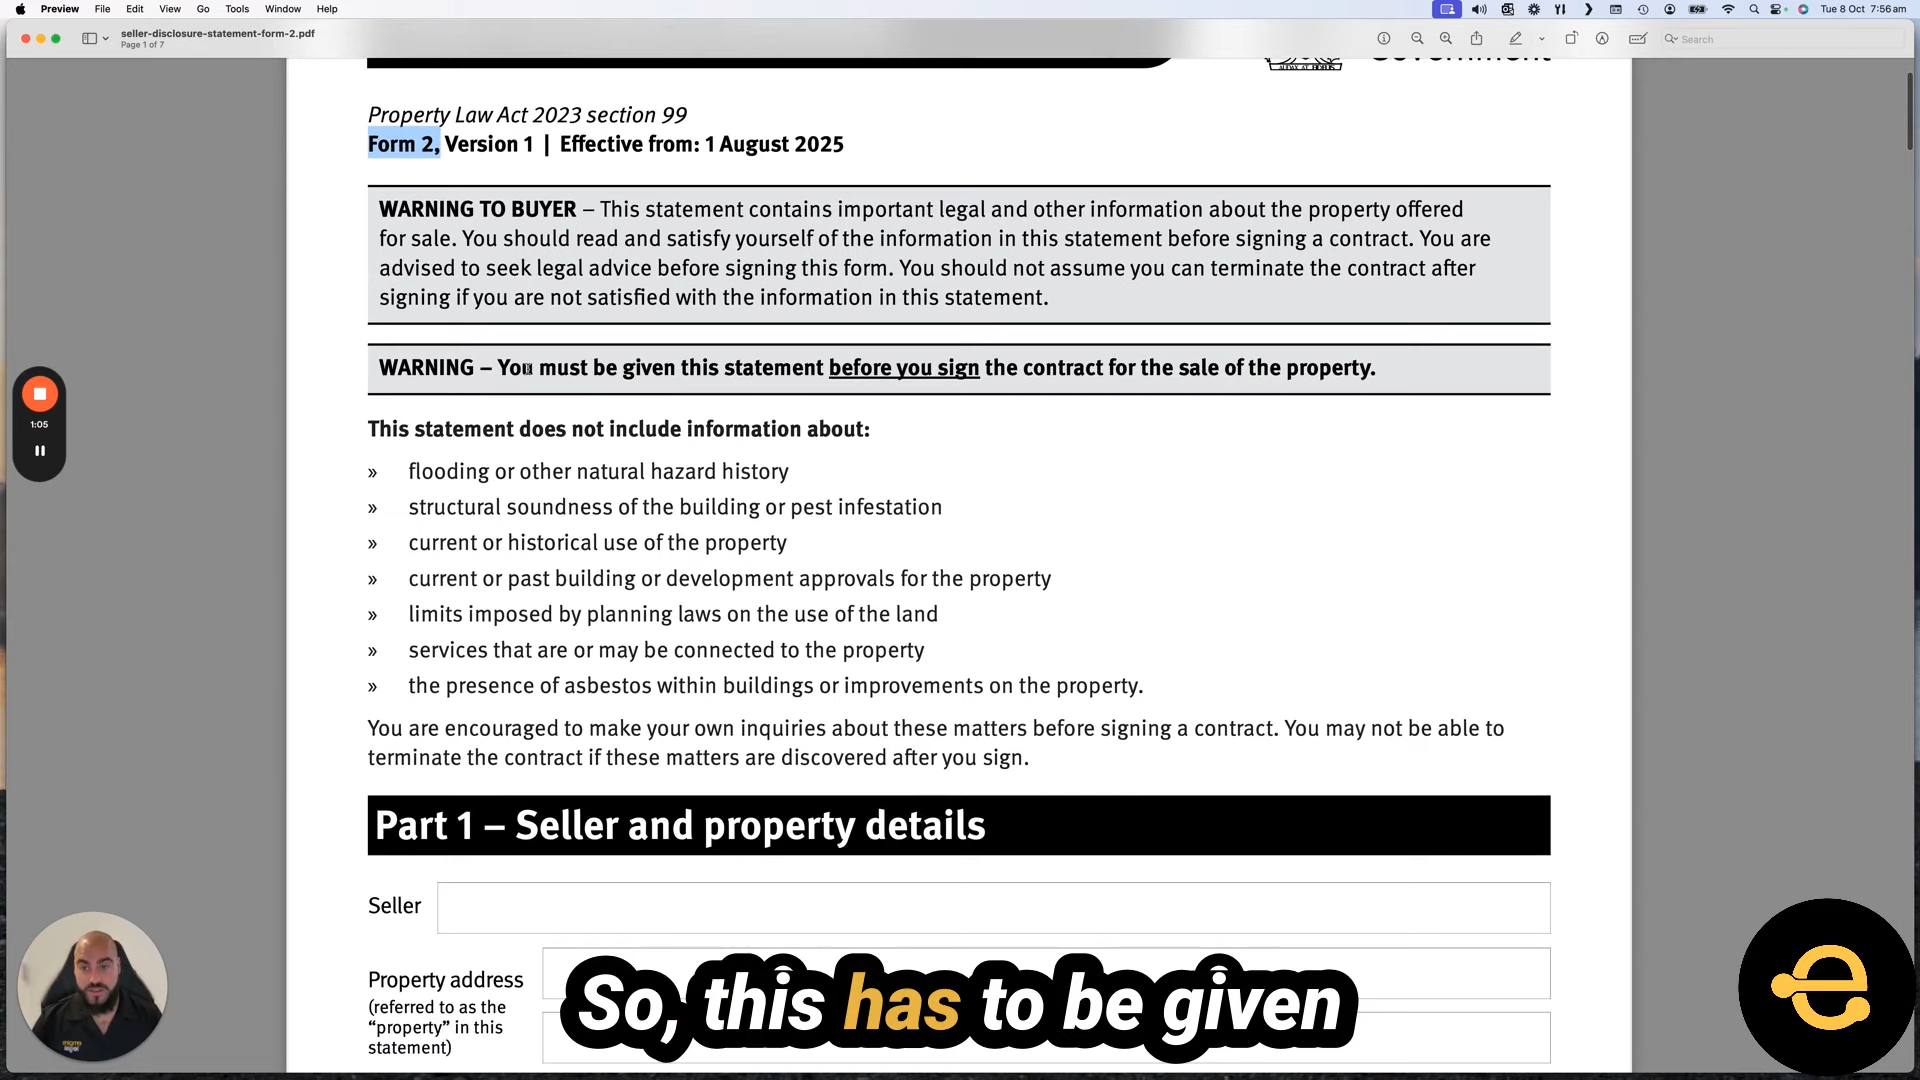 Preview File Edit View Go Tools Window Help Tue 8 Oct 7:56 am
seller-disclosure-statement-form-2.pdf
Page 1 of 7
Search
Government
AUDAX AT FIDELIS
Property Law Act 2023 section 99
Form 2, Version 1 | Effective from: 1 August 2025
WARNING TO BUYER – This statement contains important legal and other information about the property offered
for sale. You should read and satisfy yourself of the information in this statement before signing a contract. You are
advised to seek legal advice before signing this form. You should not assume you can terminate the contract after
signing if you are not satisfied with the information in this statement.
WARNING – You must be given this statement before you sign the contract for the sale of the property.
1:05
This statement does not include information about:
» flooding or other natural hazard history
» structural soundness of the building or pest infestation
» current or historical use of the property
» current or past building or development approvals for the property
» limits imposed by planning laws on the use of the land
» services that are or may be connected to the property
» the presence of asbestos within buildings or improvements on the property.
You are encouraged to make your own inquiries about these matters before signing a contract. You may not be able to
terminate the contract if these matters are discovered after you sign.
Part 1 – Seller and property details
Seller
Property address
(referred to as the
“property” in this
statement)
So, this has to be given
enigma
legal
e